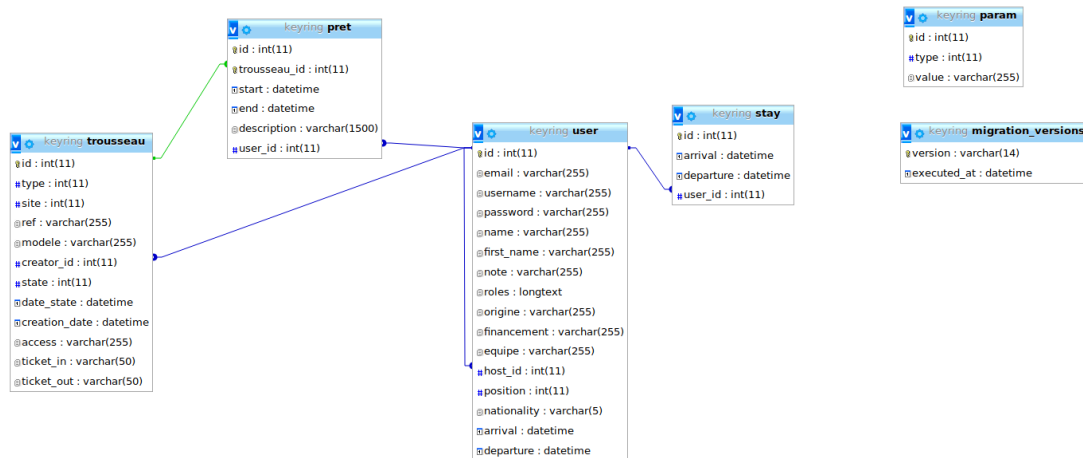 keyring pret
id : int(11)
trousseau_id : int(11)
start : datetime
end : datetime
description : varchar(1500)
user_id : int(11)
keyring param
id : int(11)
type : int(11)
value : varchar(255)
keyring trousseau
id : int(11)
type : int(11)
site : int(11)
ref : varchar(255)
modele : varchar(255)
creator_id : int(11)
state : int(11)
date_state : datetime
creation_date : datetime
access : varchar(255)
ticket_in : varchar(50)
ticket_out : varchar(50)
keyring user
id : int(11)
email : varchar(255)
username : varchar(255)
password : varchar(255)
name : varchar(255)
first_name : varchar(255)
note : varchar(255)
roles : longtext
origine : varchar(255)
financement : varchar(255)
equipe : varchar(255)
host_id : int(11)
position : int(11)
nationality : varchar(5)
arrival : datetime
departure : datetime
keyring stay
id : int(11)
arrival : datetime
departure : datetime
user_id : int(11)
keyring migration_versions
version : varchar(14)
executed_at : datetime